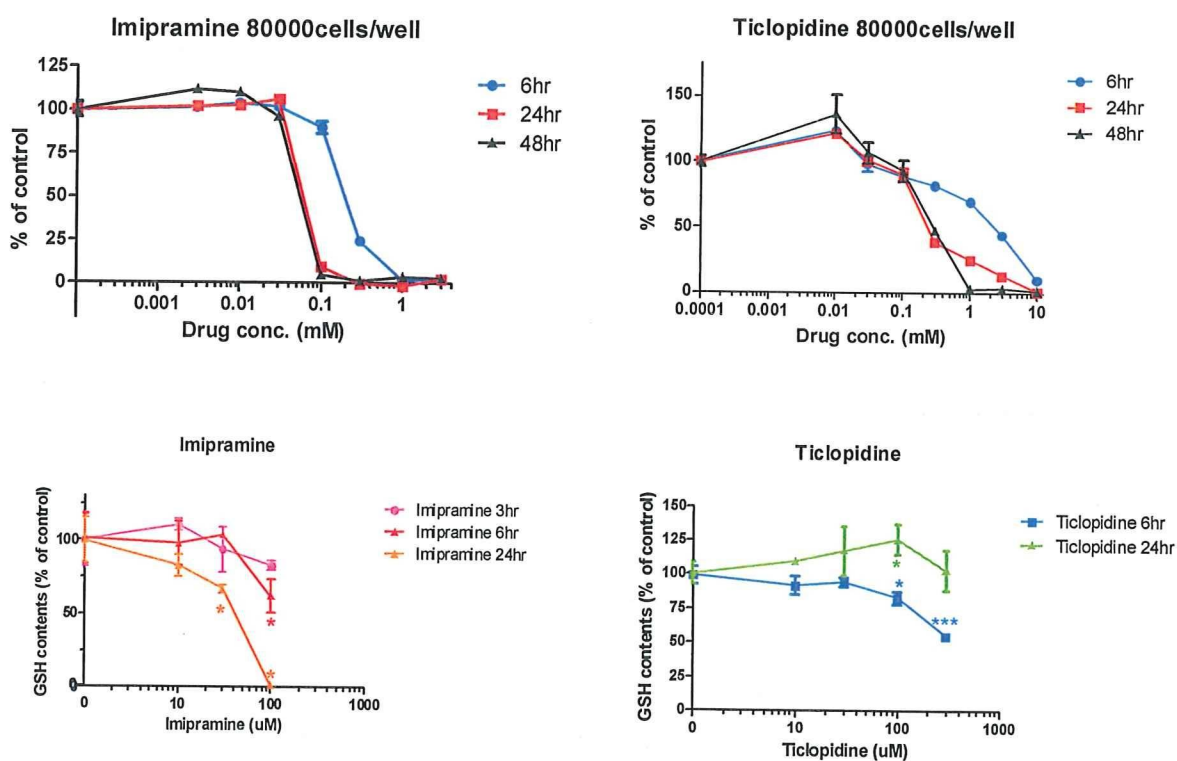 Imipramine 80000cells/well
125
100
75
50
25
0
% of control
0.001
0.01
0.1
1
Drug conc. (mM)
6hr
24hr
48hr
Ticlopidine 80000cells/well
150
100
50
0
% of control
0.0001
0.001
0.01
0.1
1
10
Drug conc. (mM)
6hr
24hr
48hr
Imipramine
100
50
0
GSH contents (% of control)
0
10
100
1000
Imipramine (uM)
*
*
*
Imipramine 3hr
Imipramine 6hr
Imipramine 24hr
Ticlopidine
150
125
100
75
50
25
0
GSH contents (% of control)
0
10
100
1000
Ticlopidine (uM)
*
*
***
Ticlopidine 6hr
Ticlopidine 24hr